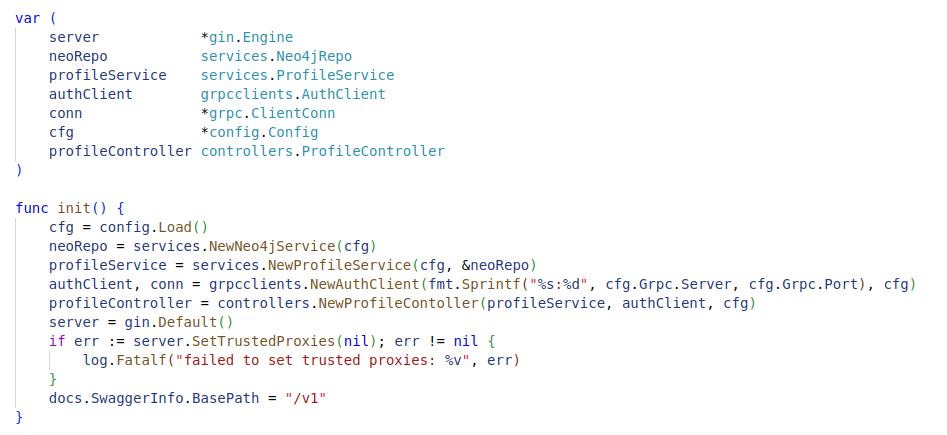 var (
    server            *gin.Engine
    neoRepo           services.Neo4jRepo
    profileService    services.ProfileService
    authClient        grpcclients.AuthClient
    conn              *grpc.ClientConn
    cfg               *config.Config
    profileController controllers.ProfileController
)

func init() {
    cfg = config.Load()
    neoRepo = services.NewNeo4jService(cfg)
    profileService = services.NewProfileService(cfg, &neoRepo)
    authClient, conn = grpcclients.NewAuthClient(fmt.Sprintf("%s:%d", cfg.Grpc.Server, cfg.Grpc.Port), cfg)
    profileController = controllers.NewProfileContoller(profileService, authClient, cfg)
    server = gin.Default()
    if err := server.SetTrustedProxies(nil); err != nil {
        log.Fatalf("failed to set trusted proxies: %v", err)
    }
    docs.SwaggerInfo.BasePath = "/v1"
}